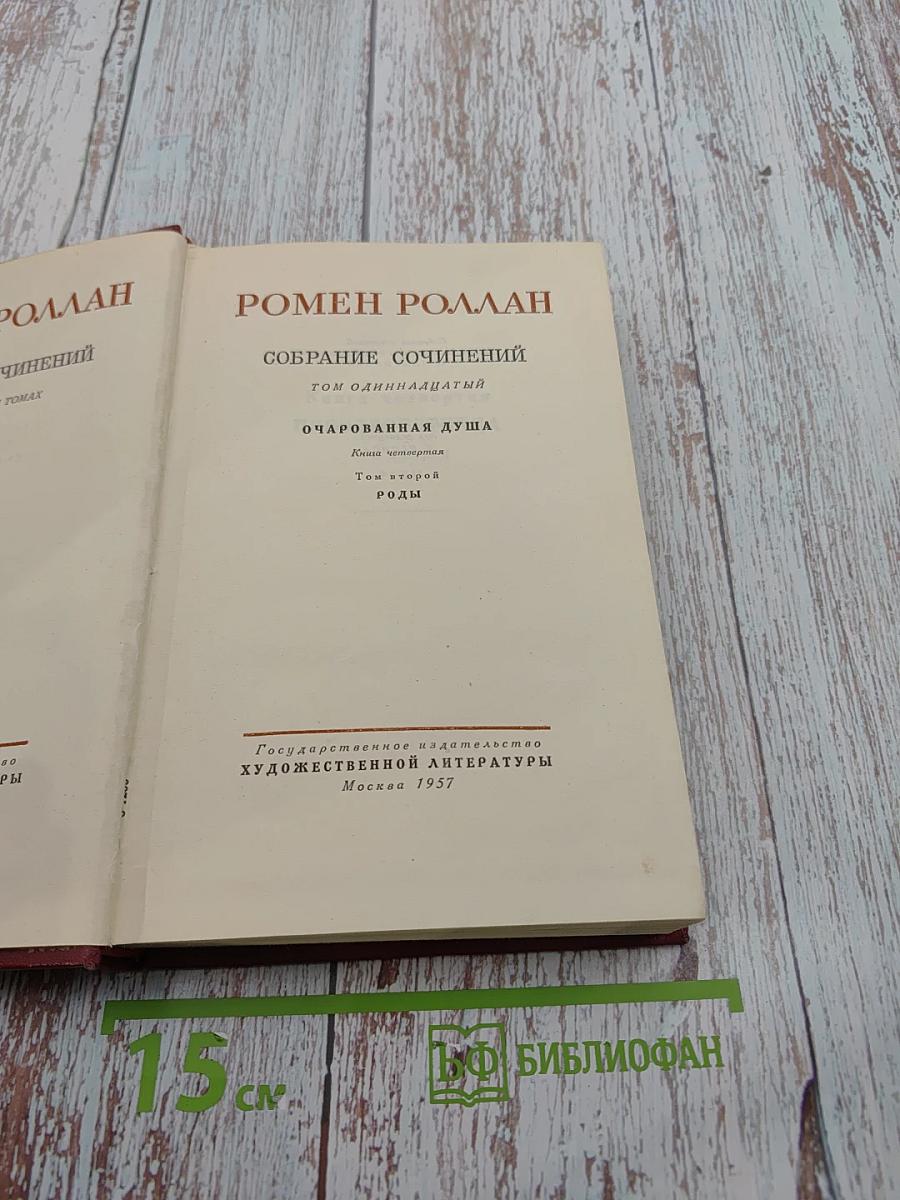 РОЛЛАН
ЧИНЕНИЙ
ТОМАХ
во
РЫ
РОМЕН РОЛЛАН
СОБРАНИЕ СОЧИНЕНИЙ
ТОМ ОДИННАДЦАТЫЙ
ОЧАРОВАННАЯ ДУША
Книга четвертая
Том второй
РОДЫ
Государственное издательство
ХУДОЖЕСТВЕННОЙ ЛИТЕРАТУРЫ
Москва 1957
15 см
БФ БИБЛИОФАН